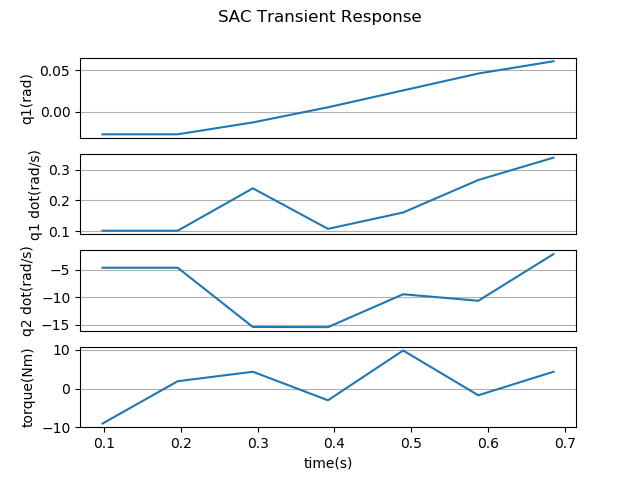 SAC Transient Response
0.05
0.00
q1(rad)
0.3
0.2
0.1
q1 dot(rad/s)
−5
−10
−15
q2 dot(rad/s)
10
0
−10
torque(Nm)
0.1 0.2 0.3 0.4 0.5 0.6 0.7
time(s)